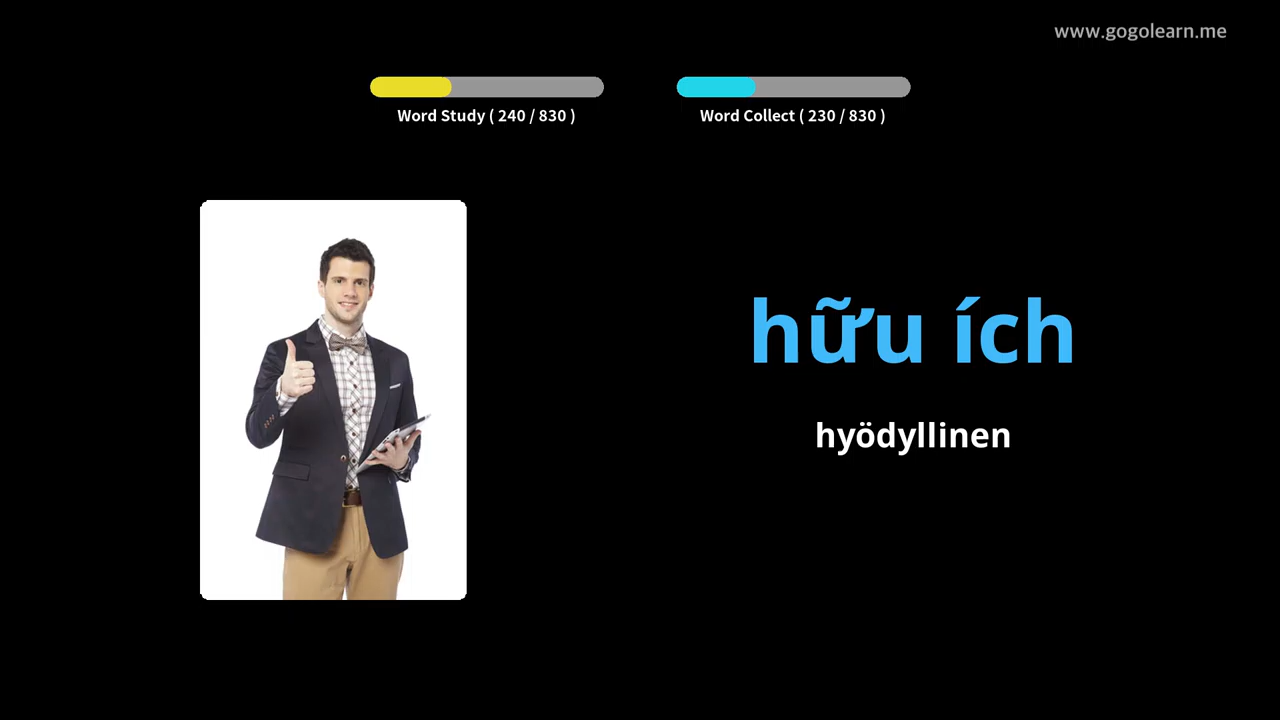 www.gogolearn.me
Word Study ( 240 / 830 )
Word Collect ( 230 / 830 )
hữu ích
hyödyllinen